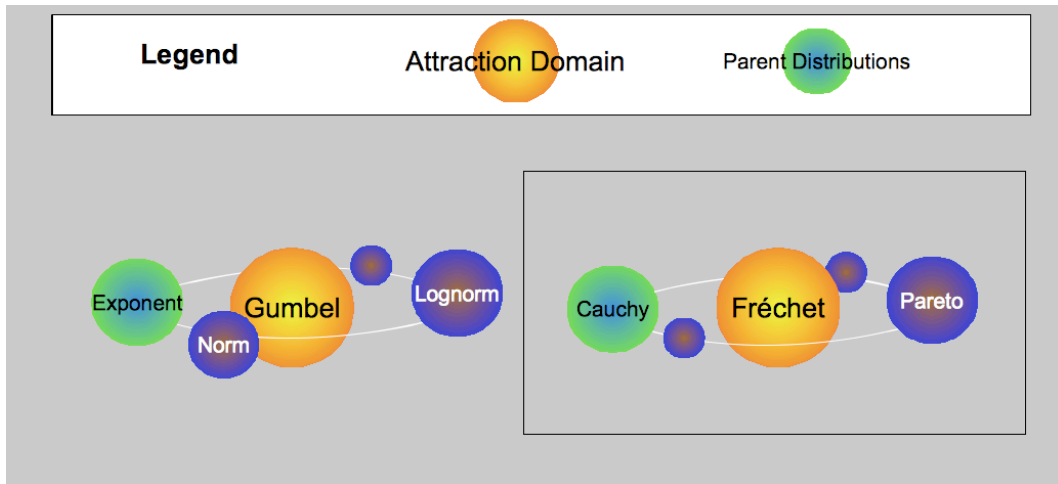 Legend
Attraction Domain
Parent Distributions
Exponent
Gumbel
Lognorm
Norm
Cauchy
Fréchet
Pareto